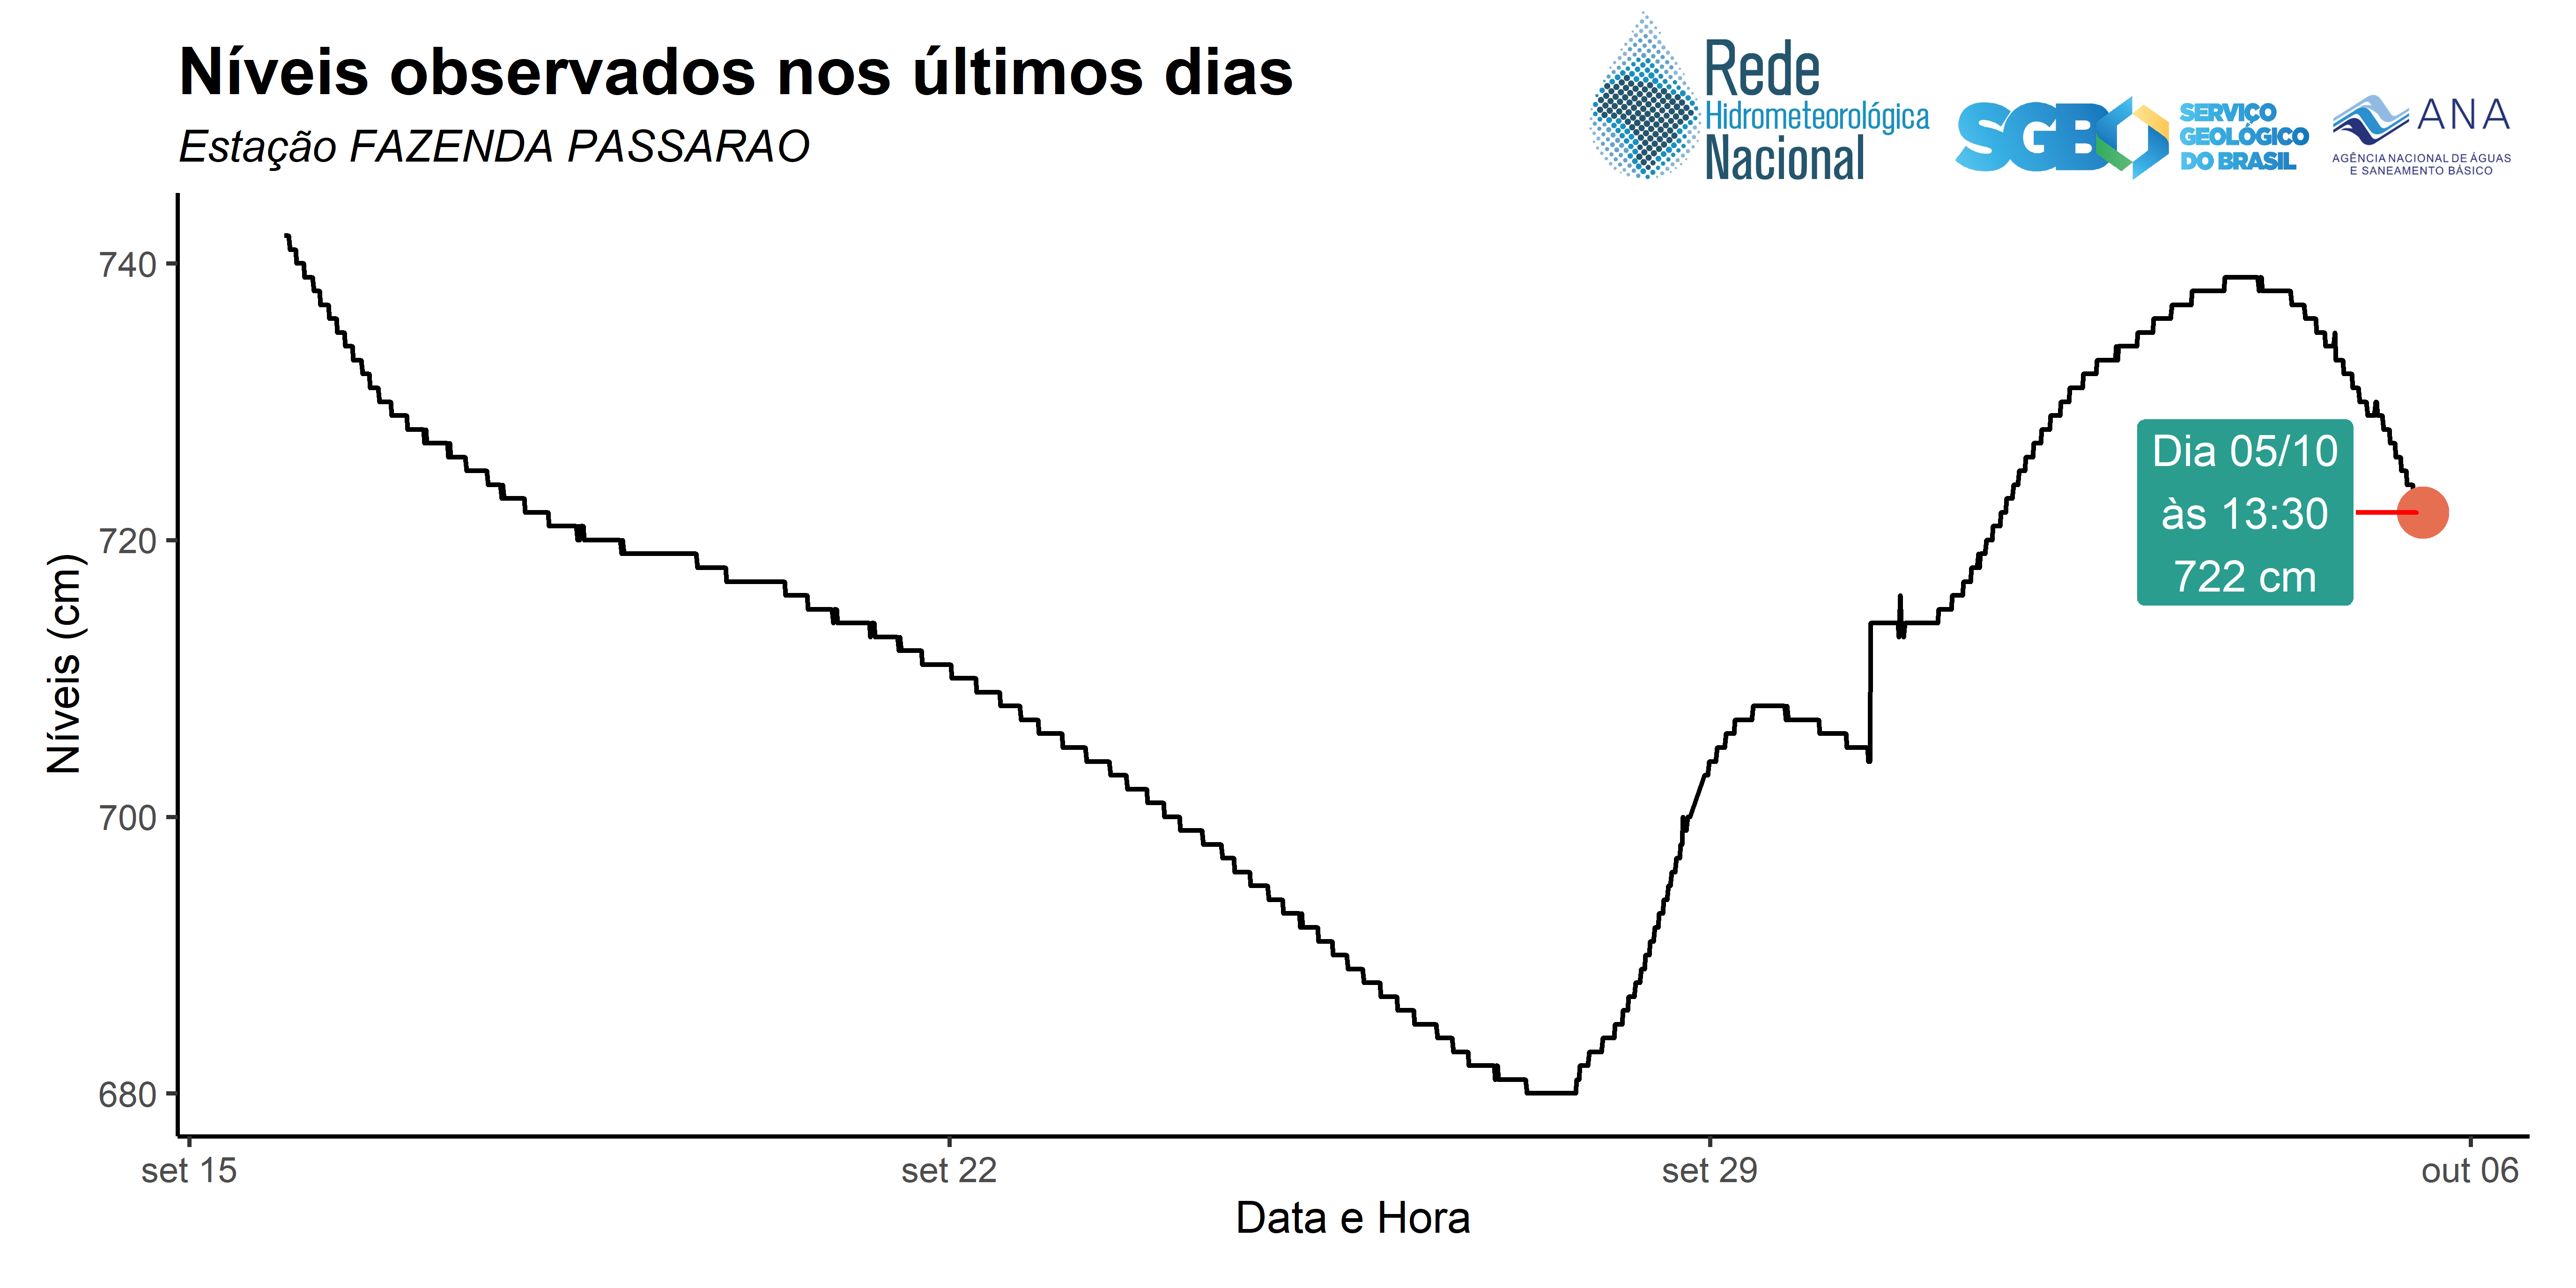 Níveis observados nos últimos dias
Estação FAZENDA PASSARAO
Rede
Hidrometeorológica
Nacional
SGB
SERVIÇO
GEOLÓGICO
DO BRASIL
ANA
AGÊNCIA NACIONAL DE ÁGUAS
E SANEAMENTO BÁSICO
Níveis (cm)
740
720
700
680
Dia 05/10
às 13:30
722 cm
set 15
set 22
set 29
out 06
Data e Hora